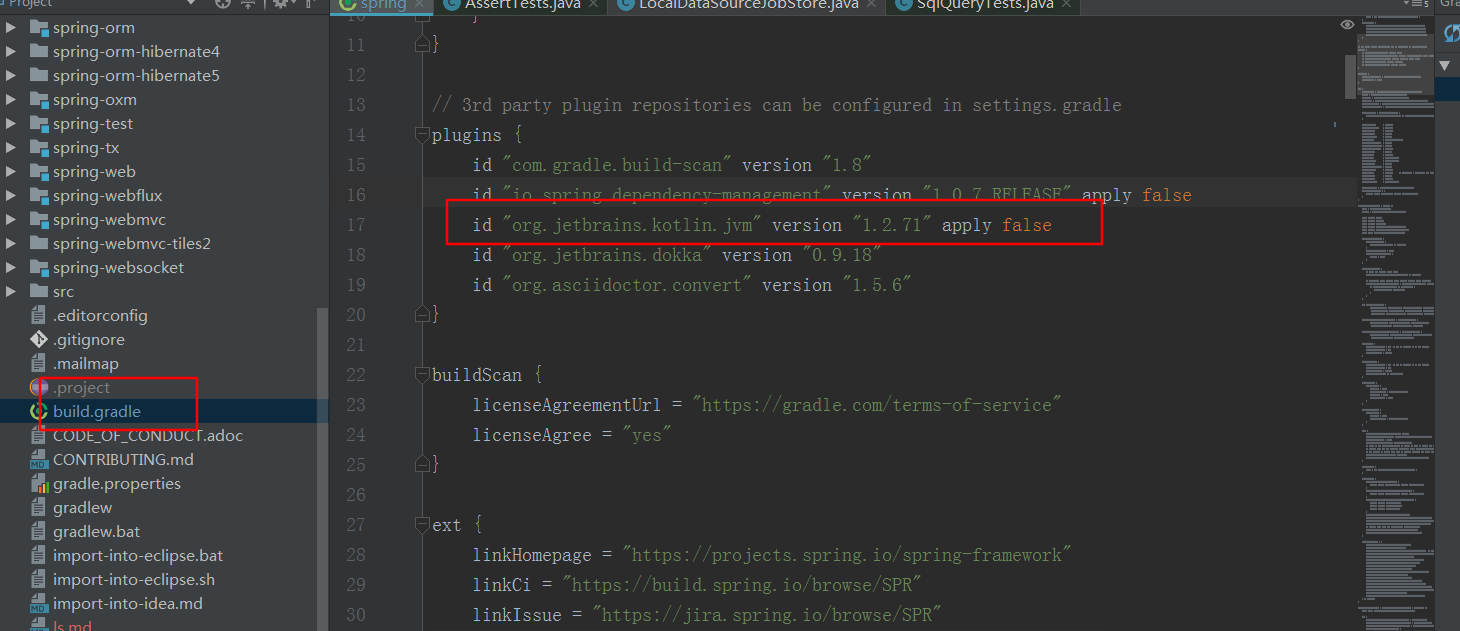 Project
spring
AssertTests.java
LocalDataSourceJobStore.java
SqlQueryTests.java
5
Gra
spring-orm
spring-orm-hibernate4
spring-orm-hibernate5
spring-oxm
spring-test
spring-tx
spring-web
spring-webflux
spring-webmvc
spring-webmvc-tiles2
spring-websocket
src
.editorconfig
.gitignore
.mailmap
.project
build.gradle
CODE_OF_CONDUCT.adoc
CONTRIBUTING.md
gradle.properties
gradlew
gradlew.bat
import-into-eclipse.bat
import-into-eclipse.sh
import-into-idea.md
ls.md
10 }
11 }
12
13 // 3rd party plugin repositories can be configured in settings.gradle
14 plugins {
15 id "com.gradle.build-scan" version "1.8"
16 id "io.spring.dependency-management" version "1.0.7.RELEASE" apply false
17 id "org.jetbrains.kotlin.jvm" version "1.2.71" apply false
18 id "org.jetbrains.dokka" version "0.9.18"
19 id "org.asciidoctor.convert" version "1.5.6"
20 }
21
22 buildScan {
23 licenseAgreementUrl = "https://gradle.com/terms-of-service"
24 licenseAgree = "yes"
25 }
26
27 ext {
28 linkHomepage = "https://projects.spring.io/spring-framework"
29 linkCi = "https://build.spring.io/browse/SPR"
30 linkIssue = "https://jira.spring.io/browse/SPR"